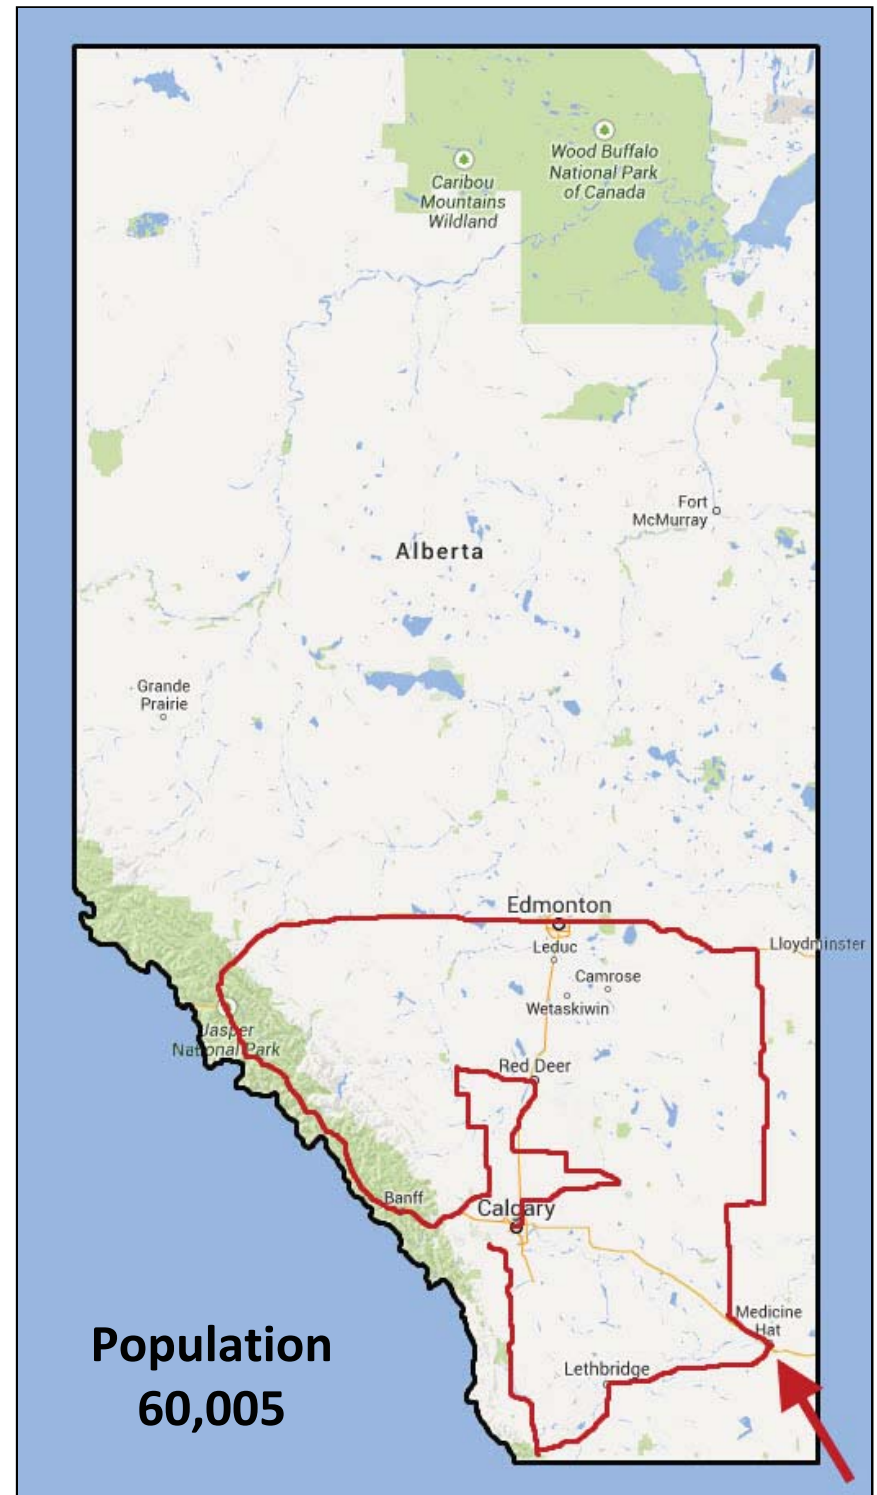 Caribou
Mountains
Wildland
Wood Buffalo
National Park
of Canada
Fort
McMurray
Alberta
Grande
Prairie
Edmonton
Leduc
Lloydminster
Camrose
Wetaskiwin
Jasper
National Park
Red Deer
Banff
Calgary
Medicine
Hat
Lethbridge
Population
60,005